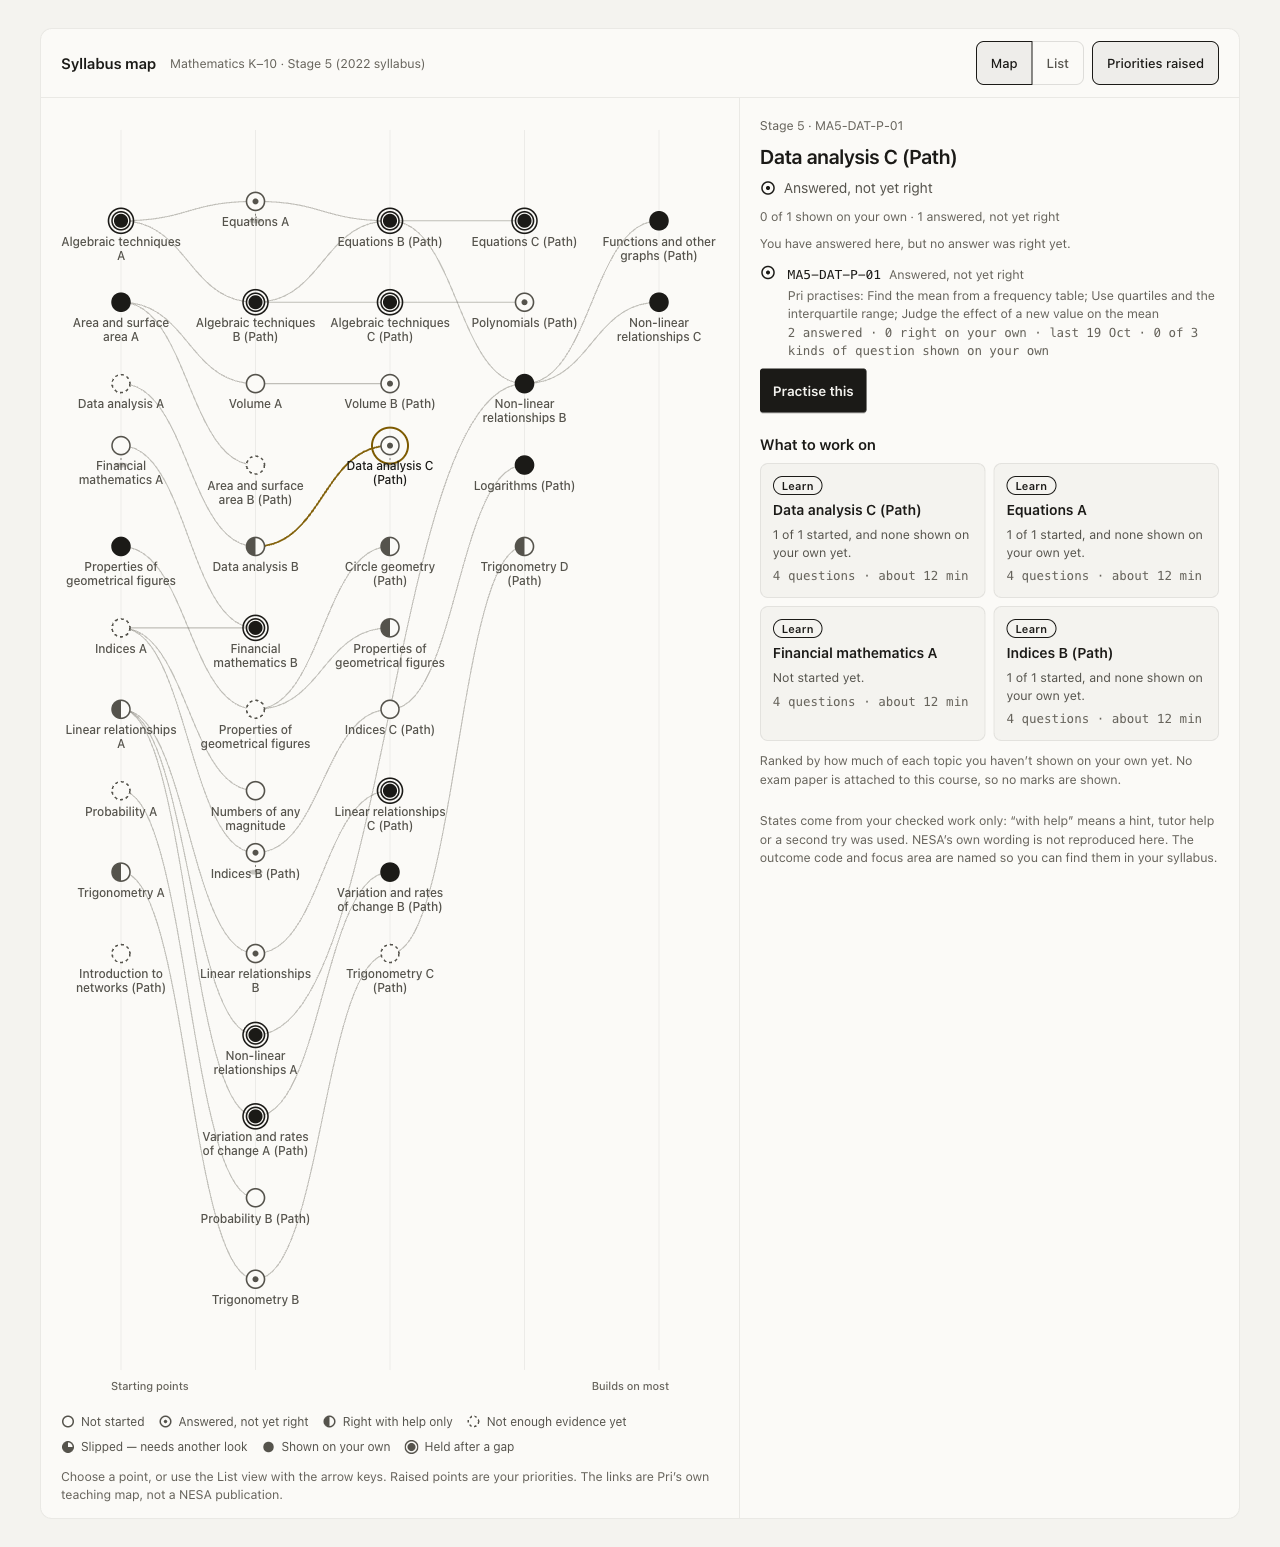 Syllabus map
Mathematics K–10 · Stage 5 (2022 syllabus)
Map
List
Priorities raised
Equations A
Algebraic techniques
A
Equations B (Path)
Equations C (Path)
Functions and other
graphs (Path)
Area and surface
area A
Algebraic techniques
B (Path)
Algebraic techniques
C (Path)
Polynomials (Path)
Non-linear
relationships C
Data analysis A
Volume A
Volume B (Path)
Non-linear
relationships B
Financial
mathematics A
Area and surface
area B (Path)
Data analysis C
(Path)
Logarithms (Path)
Properties of
geometrical figures
Data analysis B
Circle geometry
(Path)
Trigonometry D
(Path)
Indices A
Financial
mathematics B
Properties of
geometrical figures
Linear relationships
A
Properties of
geometrical figures
Indices C (Path)
Probability A
Numbers of any
magnitude
Linear relationships
C (Path)
Indices B (Path)
Trigonometry A
Variation and rates
of change B (Path)
Introduction to
networks (Path)
Linear relationships
B
Trigonometry C
(Path)
Non-linear
relationships A
Variation and rates
of change A (Path)
Probability B (Path)
Trigonometry B
Starting points
Builds on most
Not started
Answered, not yet right
Right with help only
Not enough evidence yet
Slipped — needs another look
Shown on your own
Held after a gap
Choose a point, or use the List view with the arrow keys. Raised points are your priorities. The links are Pri's own
teaching map, not a NESA publication.
Stage 5 · MA5-DAT-P-01
Data analysis C (Path)
Answered, not yet right
0 of 1 shown on your own · 1 answered, not yet right
You have answered here, but no answer was right yet.
MA5-DAT-P-01 Answered, not yet right
Pri practises: Find the mean from a frequency table; Use quartiles and the
interquartile range; Judge the effect of a new value on the mean
2 answered · 0 right on your own · last 19 Oct · 0 of 3
kinds of question shown on your own
Practise this
What to work on
Learn
Data analysis C (Path)
1 of 1 started, and none shown on
your own yet.
4 questions · about 12 min
Learn
Equations A
1 of 1 started, and none shown on
your own yet.
4 questions · about 12 min
Learn
Financial mathematics A
Not started yet.
4 questions · about 12 min
Learn
Indices B (Path)
1 of 1 started, and none shown on
your own yet.
4 questions · about 12 min
Ranked by how much of each topic you haven't shown on your own yet. No
exam paper is attached to this course, so no marks are shown.
States come from your checked work only: “with help” means a hint, tutor help
or a second try was used. NESA's own wording is not reproduced here. The
outcome code and focus area are named so you can find them in your syllabus.